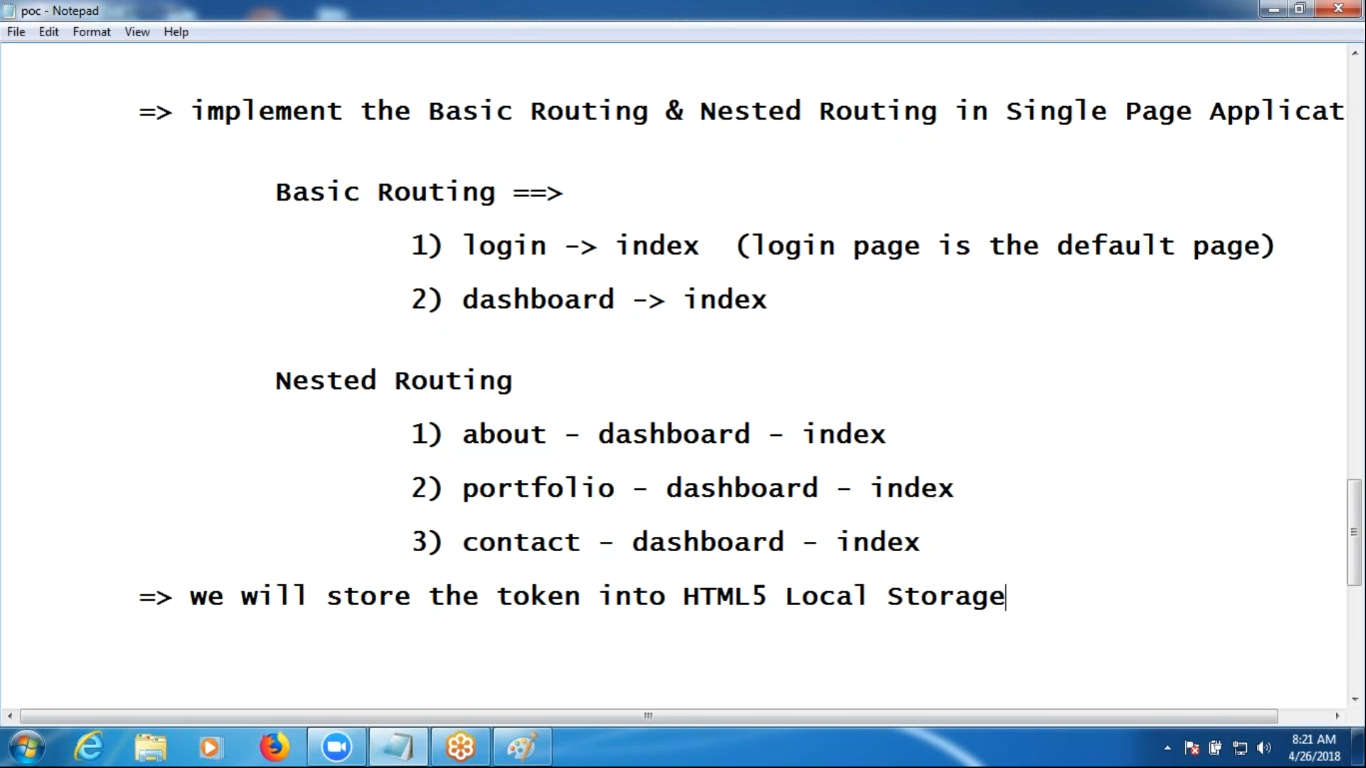 poc - Notepad
File Edit Format View Help
=> implement the Basic Routing & Nested Routing in Single Page Applicat
Basic Routing ==>
1) login -> index (login page is the default page)
2) dashboard -> index
Nested Routing
1) about - dashboard - index
2) portfolio - dashboard - index
3) contact - dashboard - index
=> we will store the token into HTML5 Local Storage
8:21 AM
4/26/2018